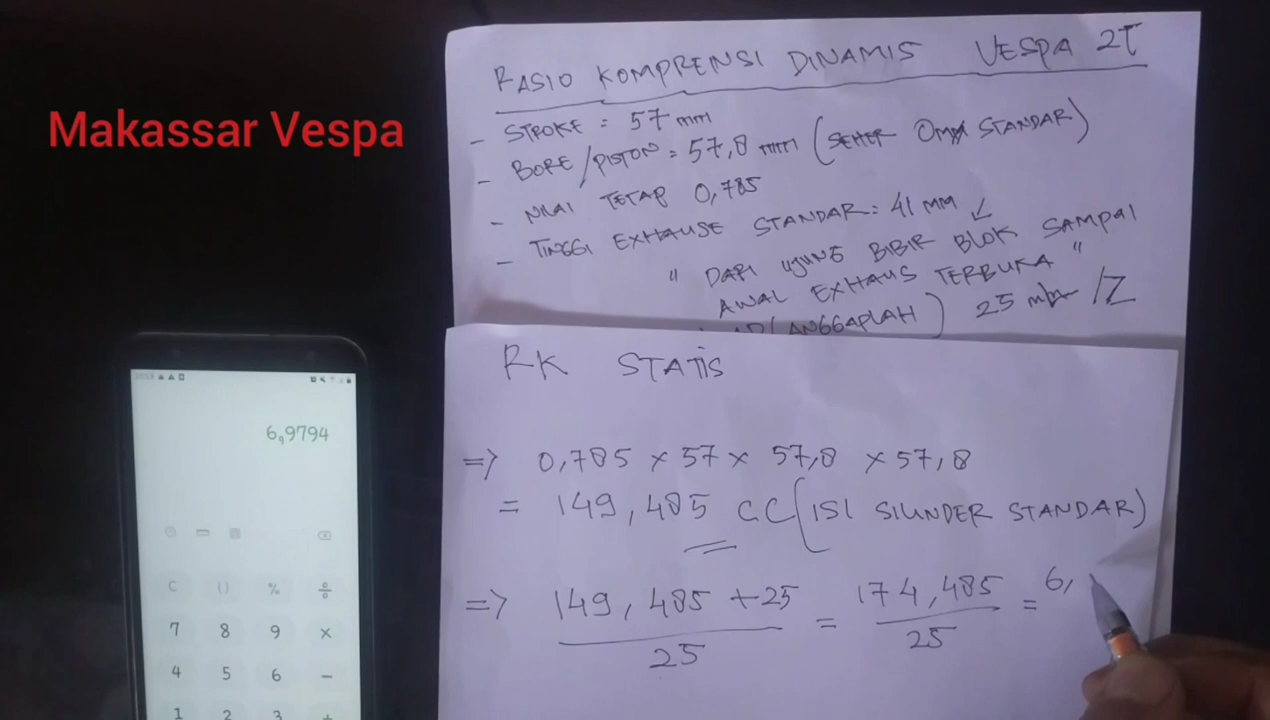 Makassar Vespa
RASIO KOMPRENSI DINAMIS VESPA 2T
- STROKE = 57 mm
- BORE/PISTON = 57,8 mm (SEHER STANDAR)
- NILAI TETAP 0,785
- TINGGI EXHAUSE STANDAR: 41 MM
" DARI UJUNG BIBIR BLOK SAMPAI
AWAL EXHAUS TERBUKA "
(ANGGAPLAH) 25
RK STATIS
=> 0,785 x 57 x 57,8 x 57,8
= 149,485 CC (ISI SILINDER STANDAR)
=> 149,485 + 25 / 25 = 174,485 / 25 = 6,
6,9794
C () % ÷
7 8 9 ×
4 5 6 −
1 2 3 +